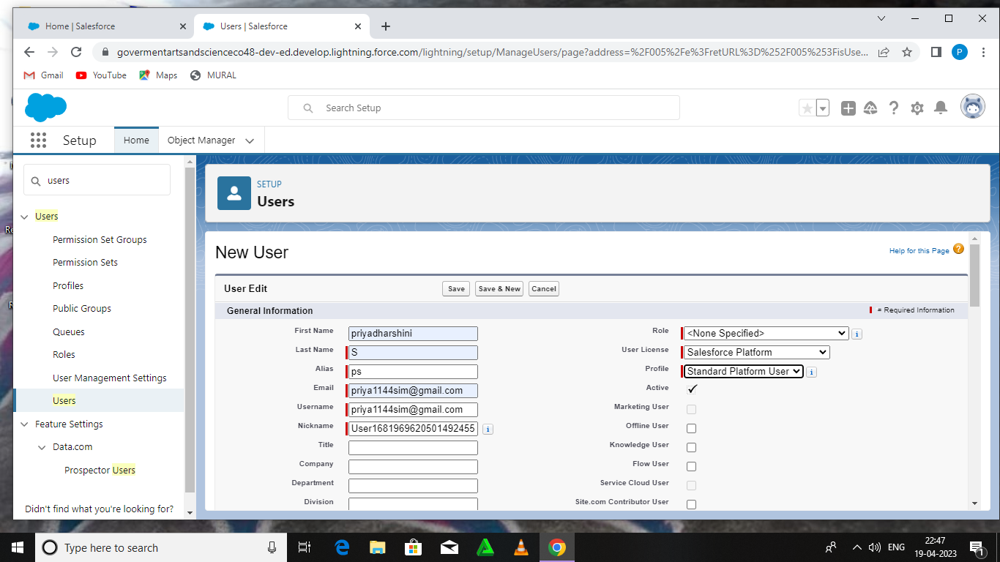 Home | Salesforce
Users | Salesforce
govermentartsandscienceco48-dev-ed.develop.lightning.force.com/lightning/setup/ManageUsers/page?address=%2F005%2Fe%3FretURL%3D%252F005%253FisUse...
P
Gmail
YouTube
Maps
MURAL
Search Setup
Setup
Home
Object Manager
users
SETUP
Users
Users
Permission Set Groups
Permission Sets
Profiles
Public Groups
Queues
Roles
User Management Settings
Users
Feature Settings
Data.com
Prospector Users
Didn't find what you're looking for?
New User
Help for this Page ?
User Edit
Save
Save & New
Cancel
General Information
= Required Information
First Name priyadharshini
Last Name S
Alias ps
Email priya1144sim@gmail.com
Username priya1144sim@gmail.com
Nickname User1681969620501492455 i
Title
Company
Department
Division
Role <None Specified> i
User License Salesforce Platform
Profile Standard Platform User i
Active
Marketing User
Offline User
Knowledge User
Flow User
Service Cloud User
Site.com Contributor User
Re
R
Type here to search
ENG
22:47
19-04-2023
1